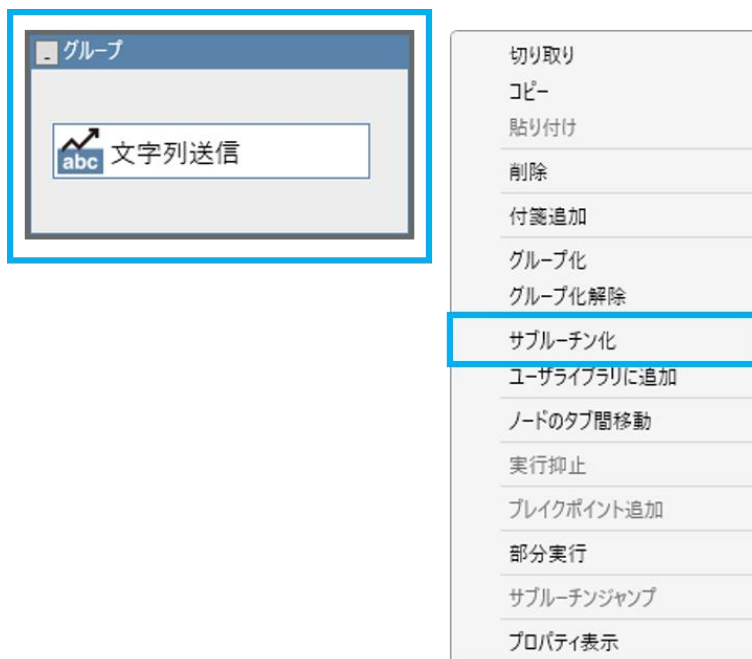 グループ
abc 文字列送信
切り取り
コピー
貼り付け
削除
付箋追加
グループ化
グループ化解除
サブルーチン化
ユーザライブラリに追加
ノードのタブ間移動
実行抑止
ブレイクポイント追加
部分実行
サブルーチンジャンプ
プロパティ表示